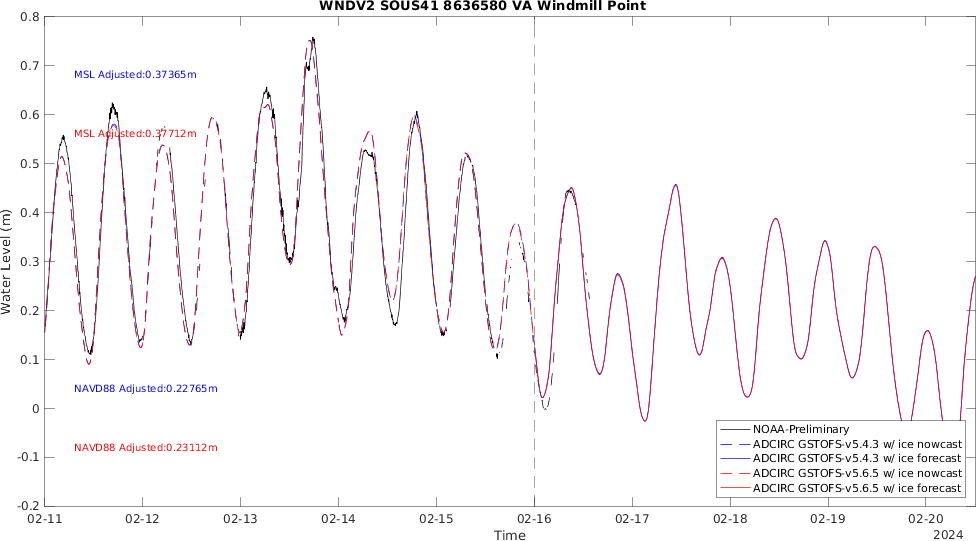 WNDV2 SOUS41 8636580 VA Windmill Point
0.8
0.7
0.6
0.5
0.4
0.3
0.2
0.1
0
-0.1
-0.2
Water Level (m)
MSL Adjusted:0.37365m
MSL Adjusted:0.37712m
NAVD88 Adjusted:0.22765m
NAVD88 Adjusted:0.23112m
NOAA-Preliminary
ADCIRC GSTOFS-v5.4.3 w/ ice nowcast
ADCIRC GSTOFS-v5.4.3 w/ ice forecast
ADCIRC GSTOFS-v5.6.5 w/ ice nowcast
ADCIRC GSTOFS-v5.6.5 w/ ice forecast
02-11 02-12 02-13 02-14 02-15 02-16 02-17 02-18 02-19 02-20
Time
2024